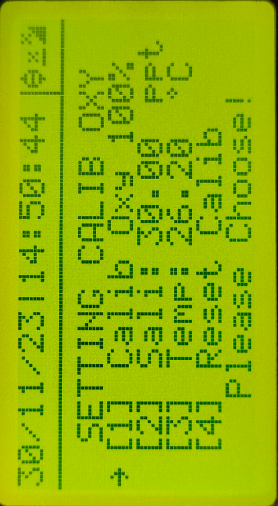 30/11/23|14:50:44
SETTING CALIB OXY
→[1] Calib Oxy 100%
[2] Sali: 30.00 PPt
[3] Temp: 26.20 °C
[4] Reset Calib
Please Choose!